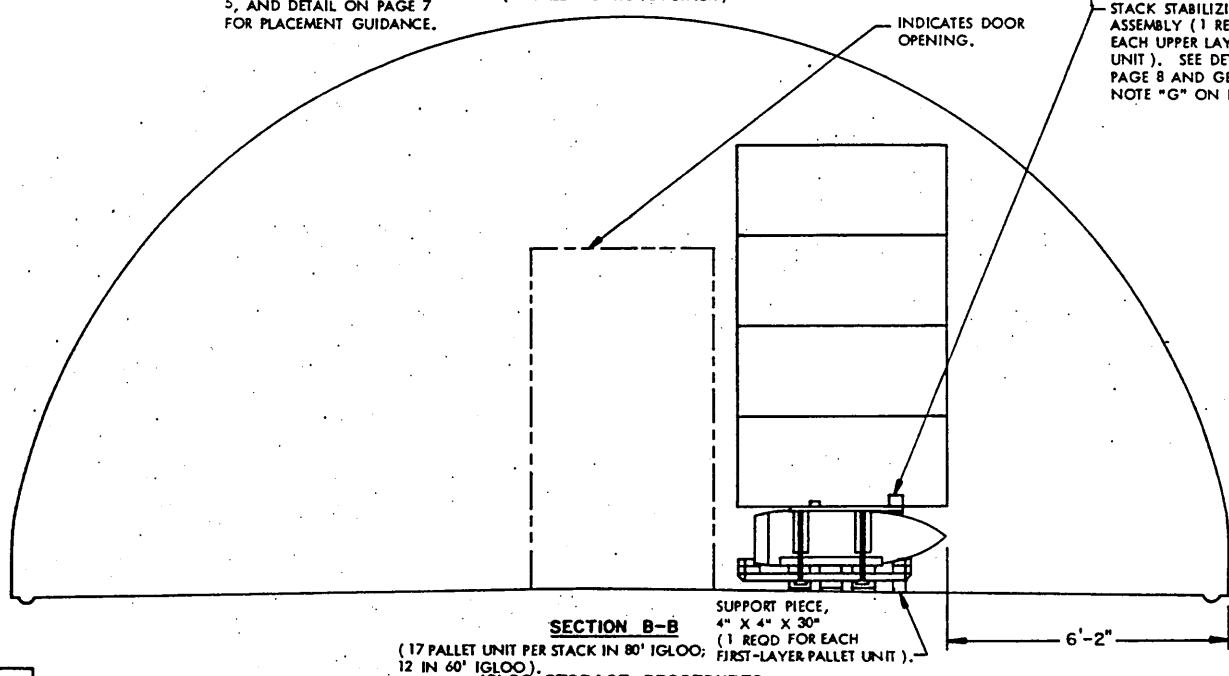 5, AND DETAIL ON PAGE 7
FOR PLACEMENT GUIDANCE.
INDICATES DOOR
OPENING.
STACK STABILIZI
ASSEMBLY ( 1 RE
EACH UPPER LAY
UNIT ). SEE DE
PAGE 8 AND GE
NOTE "G" ON
SECTION B-B
( 17 PALLET UNIT PER STACK IN 80' IGLOO;
12 IN 60' IGLOO ).
SUPPORT PIECE,
4" X 4" X 30"
( 1 REQD FOR EACH
FIRST-LAYER PALLET UNIT ).
6'-2"